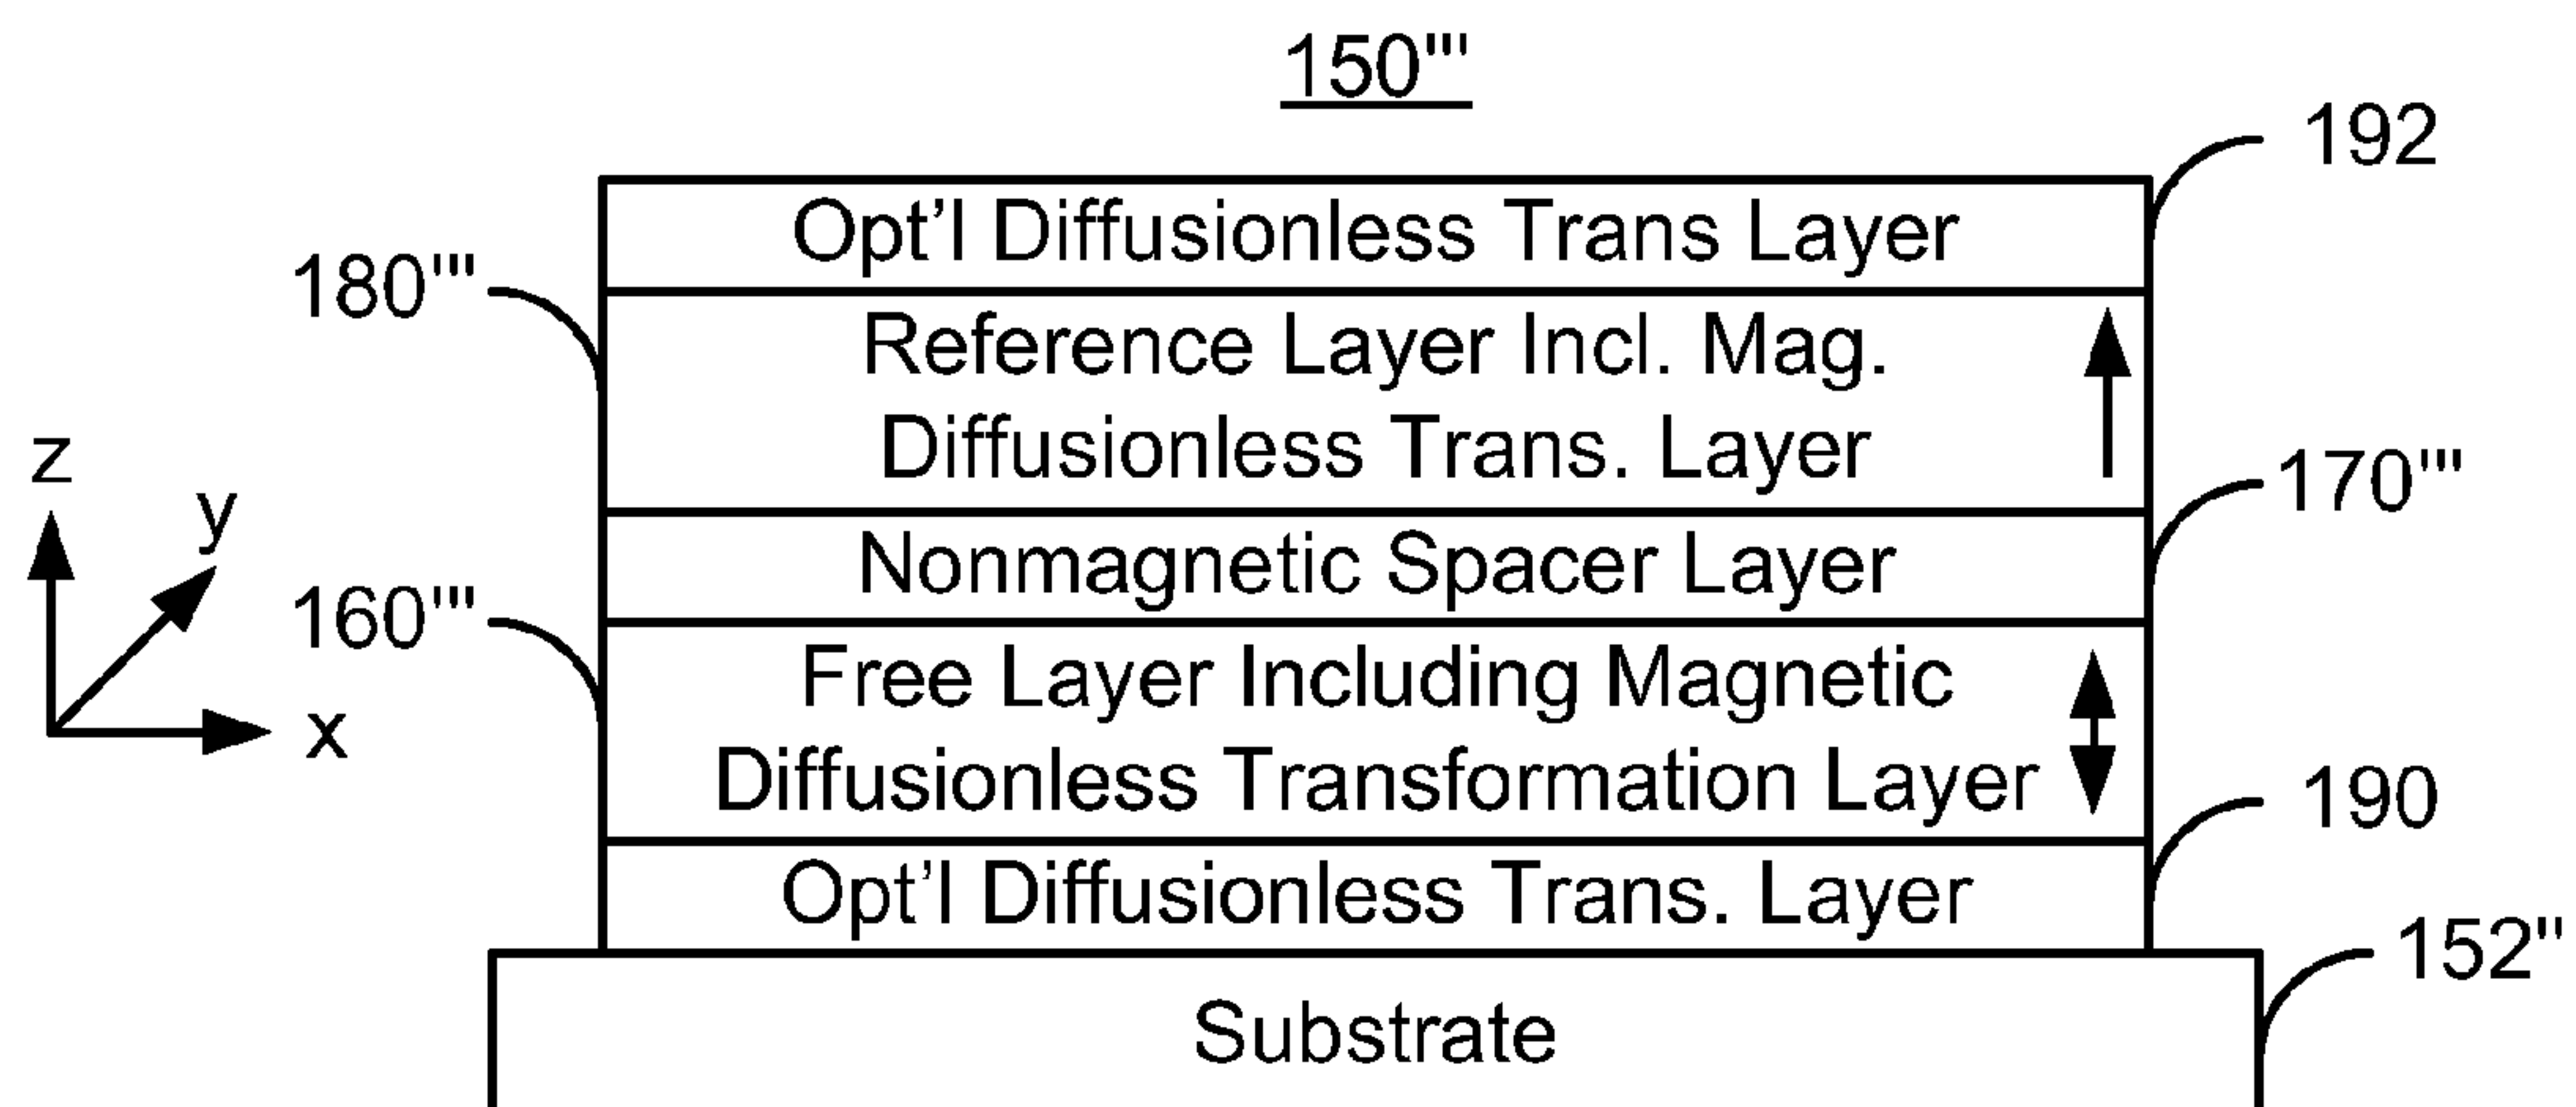 150'''
192
Opt'l Diffusionless Trans Layer
180'''
Reference Layer Incl. Mag.
Diffusionless Trans. Layer
170'''
z
y
x
Nonmagnetic Spacer Layer
160'''
Free Layer Including Magnetic
Diffusionless Transformation Layer
190
Opt'l Diffusionless Trans. Layer
152''
Substrate